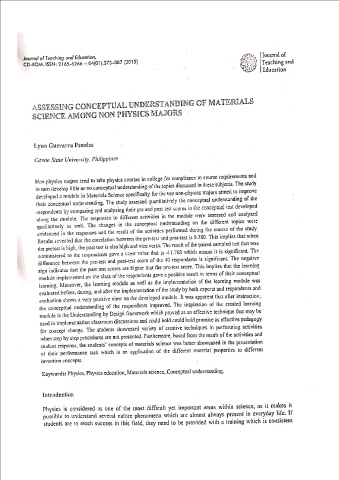 Journal of Teaching and Education,
CD-ROM. ISSN: 2165-6266 :: 04(01):375–387 (2015)
Journal of
Teaching and
Education
ASSESSING CONCEPTUAL UNDERSTANDING OF MATERIALS
SCIENCE AMONG NON PHYSICS MAJORS
Lynn Guevarra Penales
Cavite State University, Philippines
Non physics majors tend to take physics courses in college for compliance to course requirements and
in turn develop little or no conceptual understanding of the topics discussed in these subjects. The study
developed a module in Materials Science specifically for the use non-physics majors aimed to improve
their conceptual understanding. The study assessed quantitatively the conceptual understanding of the
respondents by comparing and analyzing their pre and post test scores in the conceptual test developed
along the module. The responses to different activities in the module were assessed and analyzed
qualitatively as well. The changes in the conceptual understanding on the different topics were
evidenced in the responses and the result of the activities performed during the course of the study.
Results revealed that the correlation between the pre-test and post-test is 0.780. This implies that when
the pretest is high, the post test is also high and vice versa. The result of the paired samples test that was
administered to the respondents gave a t-test value that is -11.765 which means it is significant. The
difference between the pre-test and post-test score of the 40 respondents is significant. The negative
sign indicates that the post test scores are higher that the pre-test score. This implies that the learning
module implemented on the class of the respondents gave a positive result in terms of their conceptual
learning. Moreover, the learning module as well as the implementation of the learning module was
evaluated before, during, and after the implementation of the study by both experts and respondents and
evaluation shows a very positive view on the developed module. It was apparent that after instruction,
the conceptual understanding of the respondents improved. The inspiration of the created learning
module is the Understanding by Design framework which proved as an effective technique that may be
used in implementation classroom discussions and could hold could hold promise as effective pedagogy
for concept change. The students showcased variety of creative techniques in performing activities
when step by step procedures are not presented. Furthermore, based from the result of the activities and
student response, the students' concepts of materials science was better showcased in the presentation
of their performance task which is an application of the different material properties to different
invention concepts.
Keywords: Physics, Physics education, Materials science, Conceptual understanding.
Introduction
Physics is considered as one of the most difficult yet important areas within science, as it makes it
possible to understand several nature phenomena which are almost always present in everyday life. If
students are to reach success in this field, they need to be provided with a training which is consistent